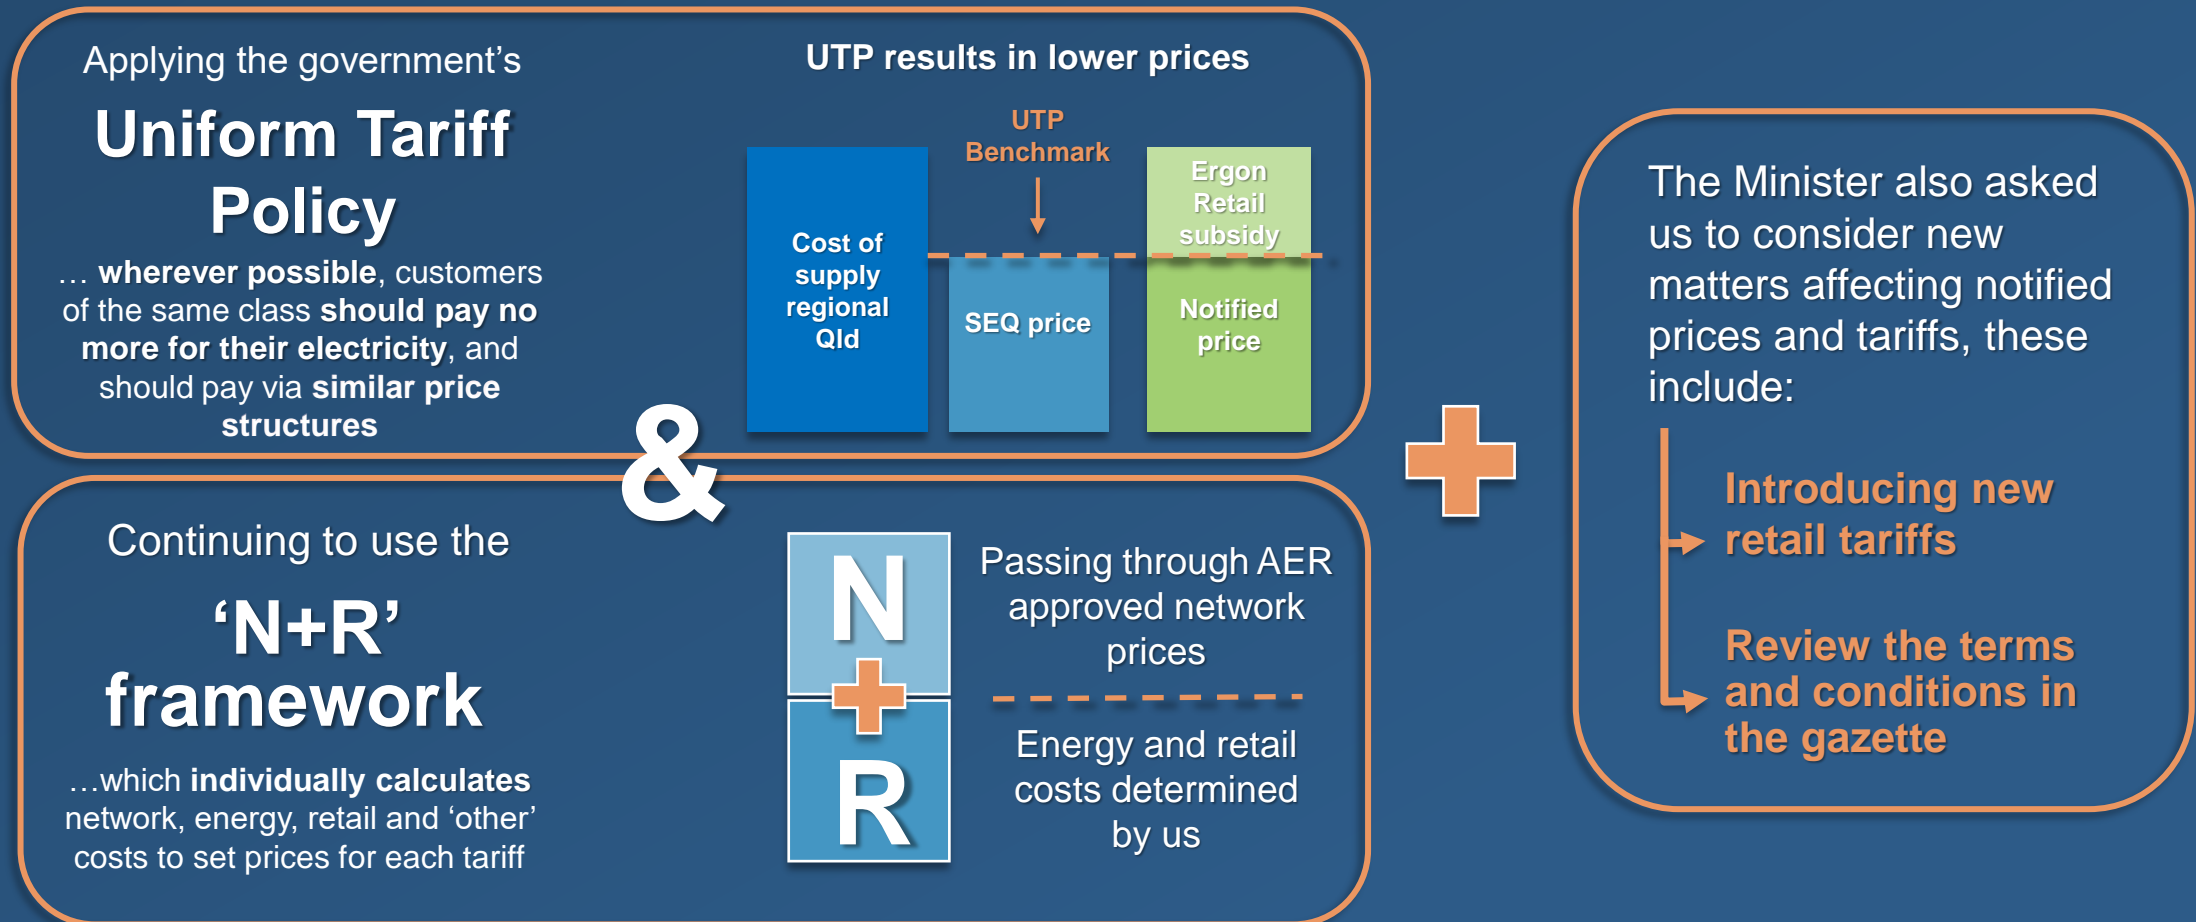 Applying the government’s
Uniform Tariff
Policy
… wherever possible, customers
of the same class should pay no
more for their electricity, and
should pay via similar price
structures
UTP results in lower prices
UTP
Benchmark
Cost of
supply
regional
Qld
SEQ price
Ergon
Retail
subsidy
Notified
price
&
Continuing to use the
‘N+R’
framework
…which individually calculates
network, energy, retail and ‘other’
costs to set prices for each tariff
N
R
Passing through AER
approved network
prices
Energy and retail
costs determined
by us
The Minister also asked
us to consider new
matters affecting notified
prices and tariffs, these
include:
Introducing new
retail tariffs
Review the terms
and conditions in
the gazette